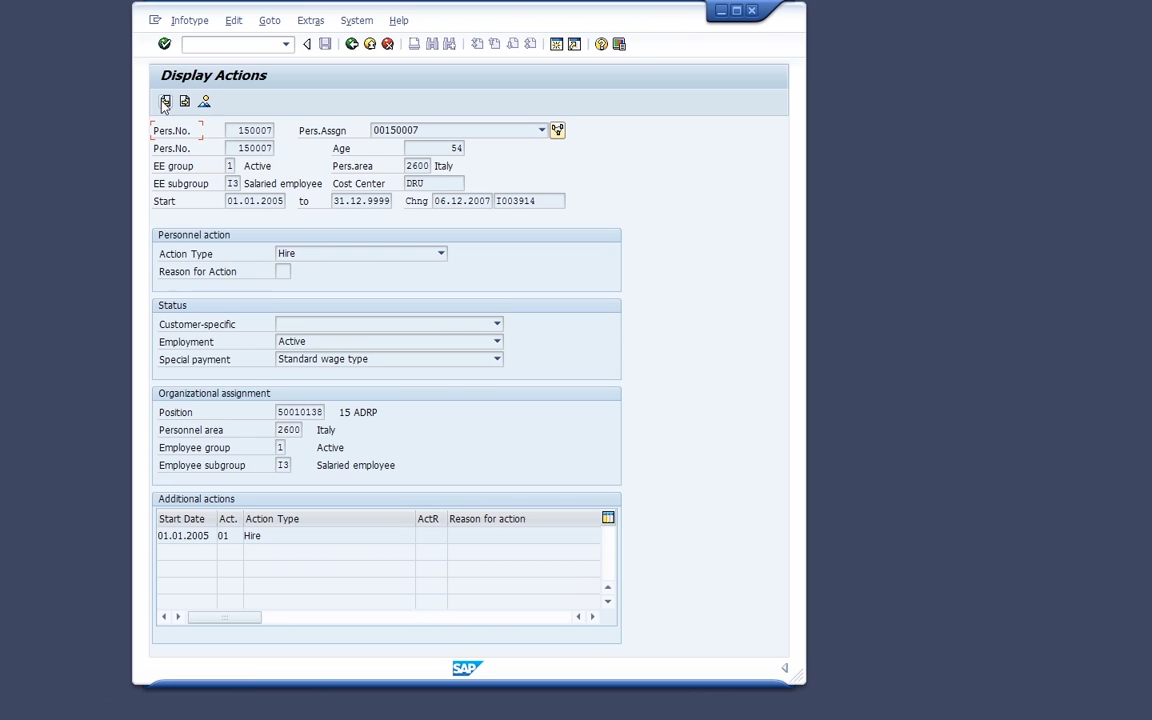 Infotype Edit Goto Extras System Help
Display Actions
Pers.No. 150007 Pers.Assgn 00150007
Pers.No. 150007 Age 54
EE group 1 Active Pers.area 2600 Italy
EE subgroup I3 Salaried employee Cost Center DRU
Start 01.01.2005 to 31.12.9999 Chng 06.12.2007 I003914
Personnel action
Action Type Hire
Reason for Action
Status
Customer-specific
Employment Active
Special payment Standard wage type
Organizational assignment
Position 50010138 15 ADRP
Personnel area 2600 Italy
Employee group 1 Active
Employee subgroup I3 Salaried employee
Additional actions
Start Date Act. Action Type ActR Reason for action
01.01.2005 01 Hire
SAP